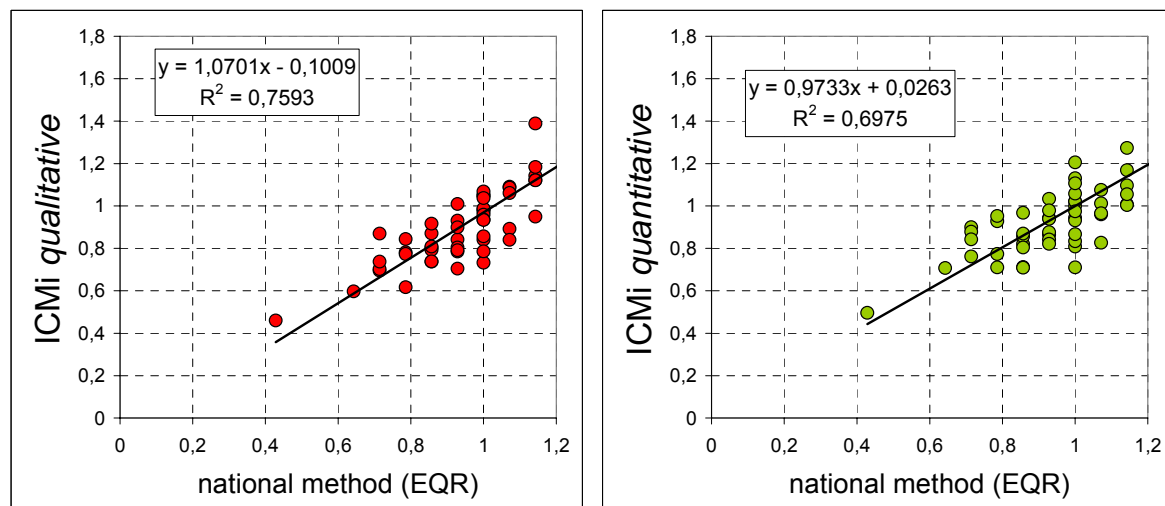 1,8
1,6
1,4
1,2
1
0,8
0,6
0,4
0,2
0
y = 1,0701x - 0,1009
R² = 0,7593
ICMi qualitative
0 0,2 0,4 0,6 0,8 1 1,2
national method (EQR)
1,8
1,6
1,4
1,2
1
0,8
0,6
0,4
0,2
0
y = 0,9733x + 0,0263
R² = 0,6975
ICMi quantitative
0 0,2 0,4 0,6 0,8 1 1,2
national method (EQR)